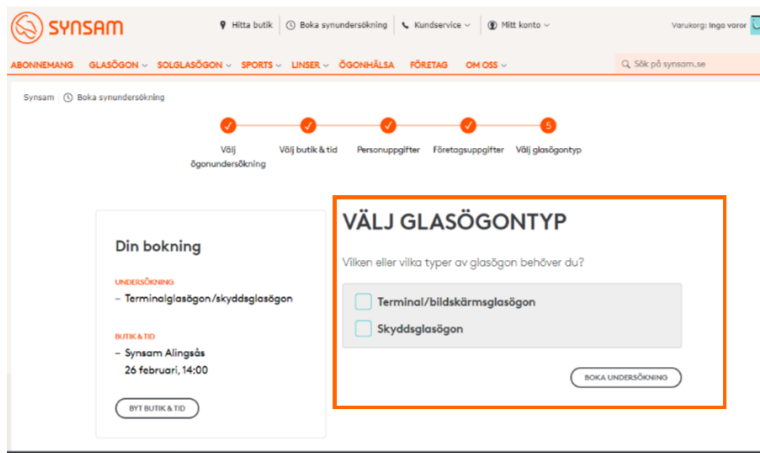 SYNSAM
Hitta butik
Boka synundersökning
Kundservice
Mitt konto
Varukorg: Inga varor
ABONNEMANG GLASÖGON SOLGLASÖGON SPORTS LINSER ÖGONHÄLSA FÖRETAG OM OSS
Sök på synsam.se
Synsam Boka synundersökning
5
Välj
ögonundersökning
Välj butik & tid
Personuppgifter
Företagsuppgifter
Välj glasögontyp
Din bokning
UNDERSÖKNING
– Terminalglasögon/skyddsglasögon
BUTIK & TID
– Synsam Alingsås
26 februari, 14:00
BYT BUTIK & TID
VÄLJ GLASÖGONTYP
Vilken eller vilka typer av glasögon behöver du?
Terminal/bildskärmsglasögon
Skyddsglasögon
BOKA UNDERSÖKNING